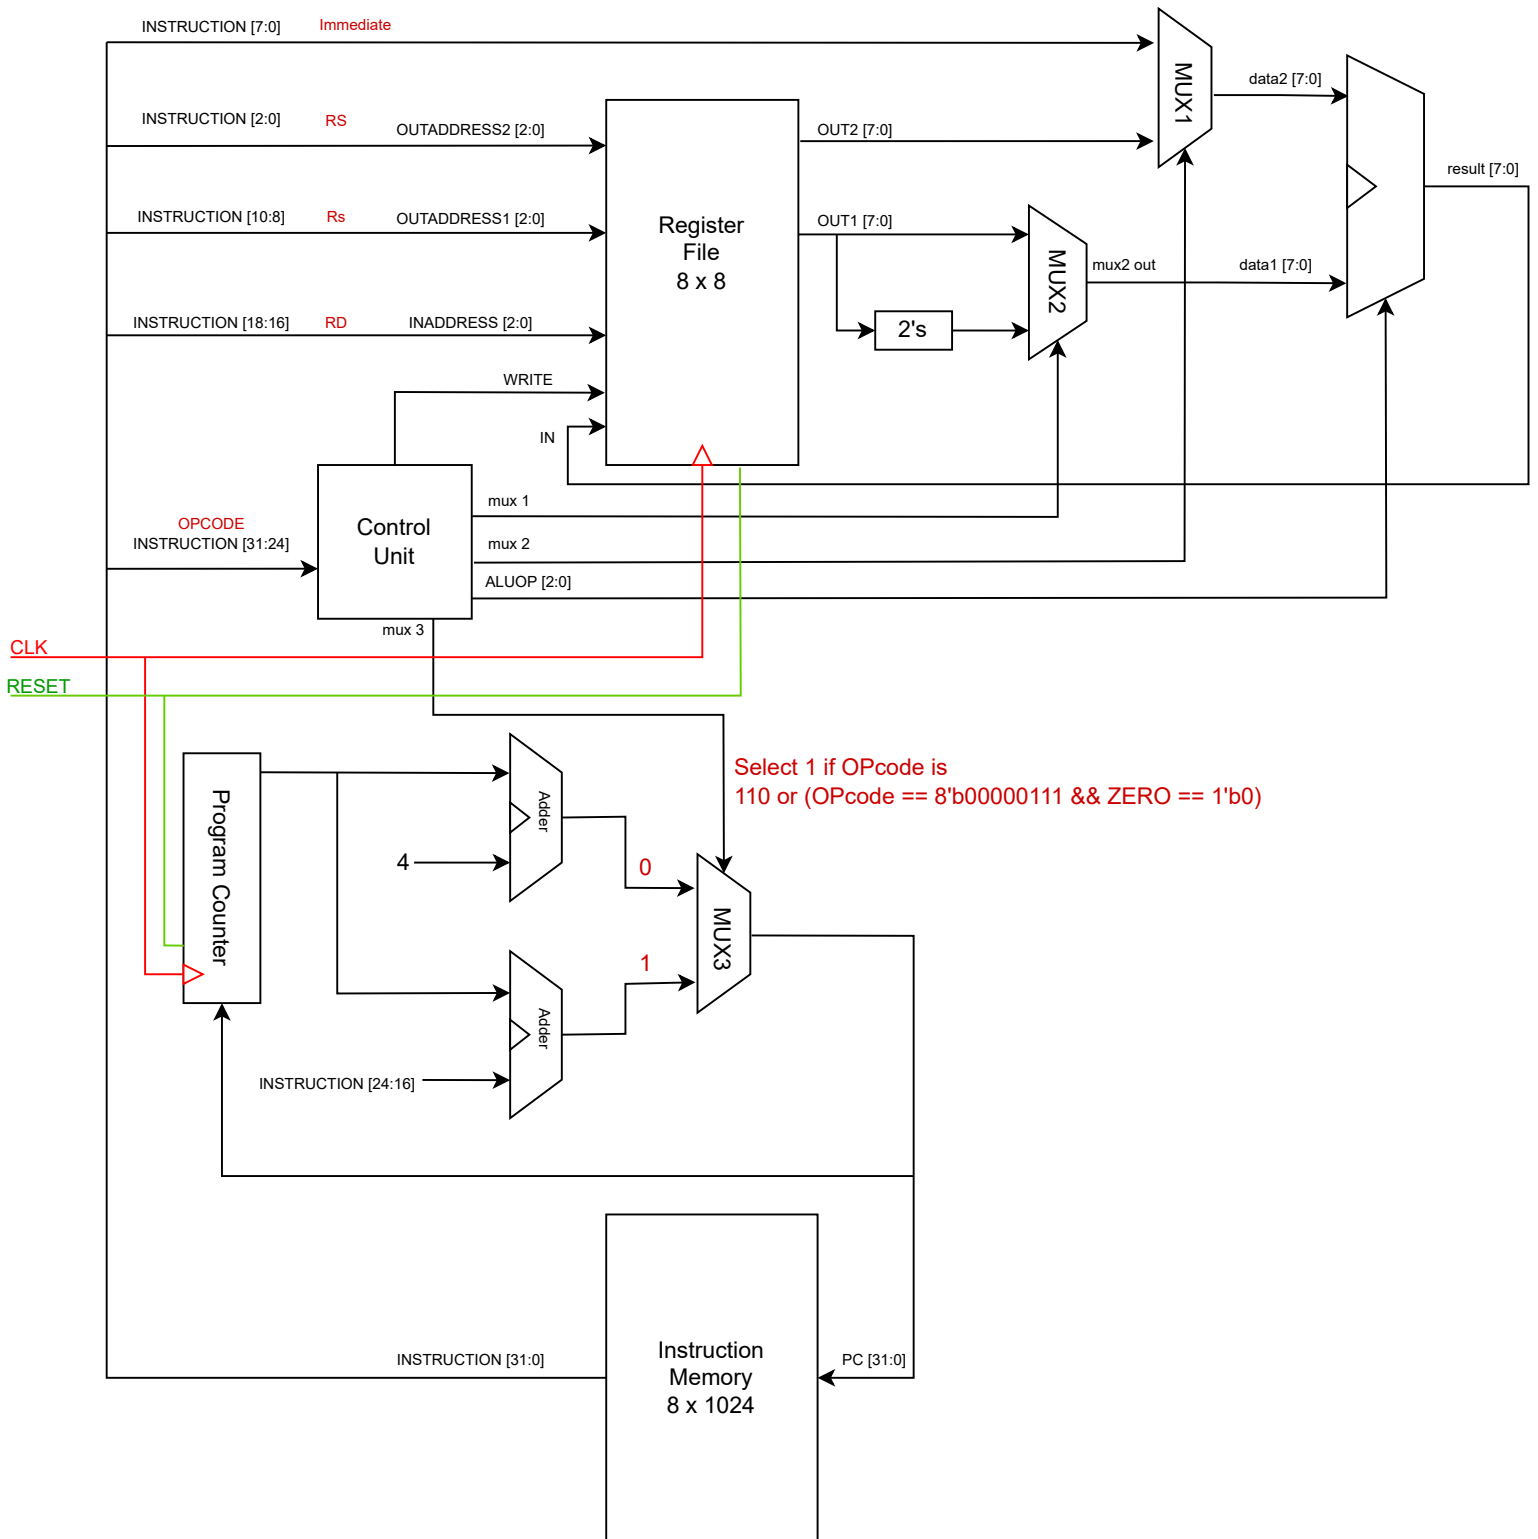 INSTRUCTION [7:0] Immediate
MUX1
data2 [7:0]
INSTRUCTION [2:0] RS
OUTADDRESS2 [2:0]
OUT2 [7:0]
result [7:0]
INSTRUCTION [10:8] Rs
OUTADDRESS1 [2:0]
Register
File
8 x 8
OUT1 [7:0]
MUX2
mux2 out
data1 [7:0]
INSTRUCTION [18:16] RD
INADDRESS [2:0]
2's
WRITE
IN
OPCODE
INSTRUCTION [31:24]
Control
Unit
mux 1
mux 2
ALUOP [2:0]
mux 3
CLK
RESET
Program Counter
Adder
4
Select 1 if OPcode is
110 or (OPcode == 8'b00000111 && ZERO == 1'b0)
0
MUX3
1
Adder
INSTRUCTION [24:16]
INSTRUCTION [31:0]
Instruction
Memory
8 x 1024
PC [31:0]